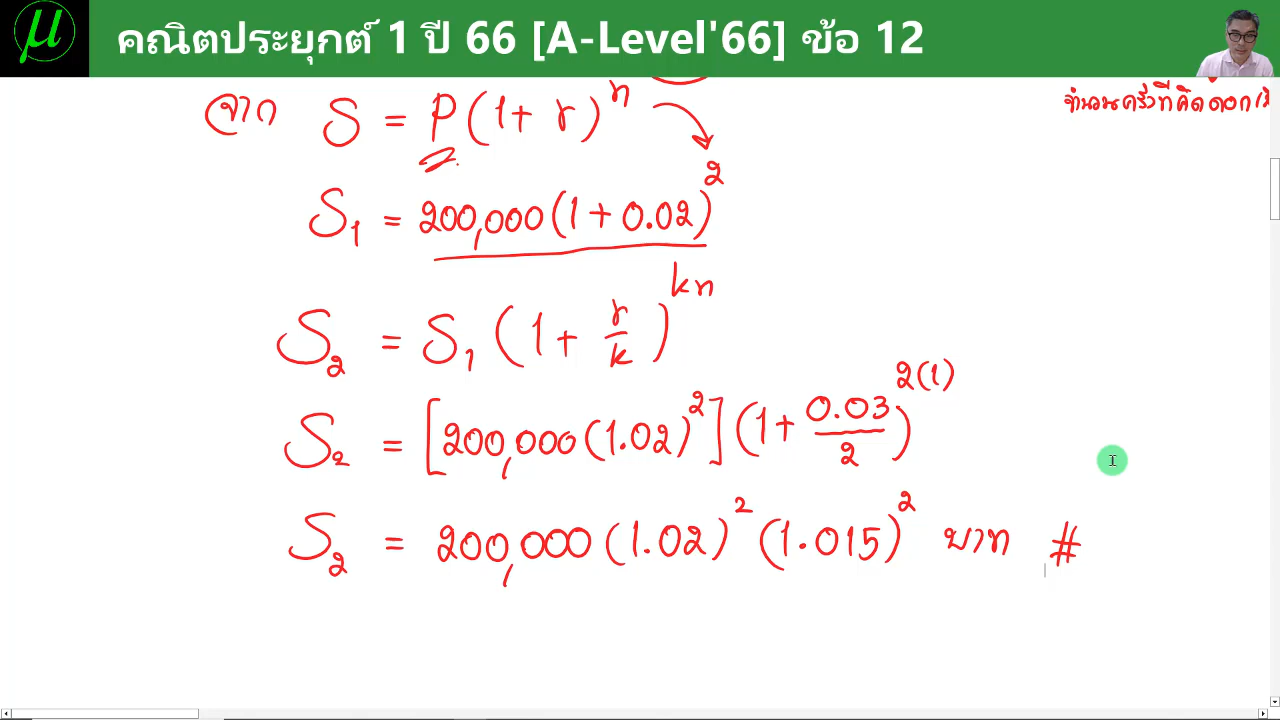 μ
คณิตประยุกต์ 1 ปี 66 [A-Level'66] ข้อ 12
จำนวนครั้งที่คิดดอก
จาก S = P(1 + r)^n
2
S₁ = 200,000(1 + 0.02)
S₂ = S₁(1 + r/k)^kn
S₂ = [200,000(1.02)²](1 + 0.03/2)^2(1)
S₂ = 200,000(1.02)²(1.015)² บาท #